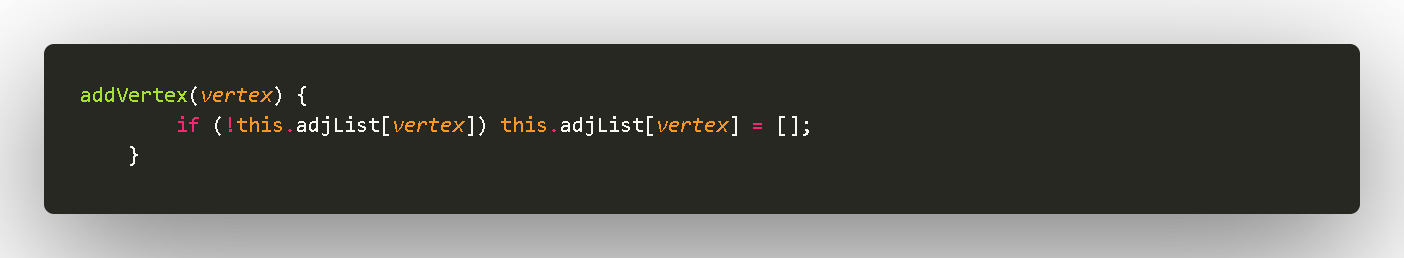 addVertex(vertex) {
        if (!this.adjList[vertex]) this.adjList[vertex] = [];
    }